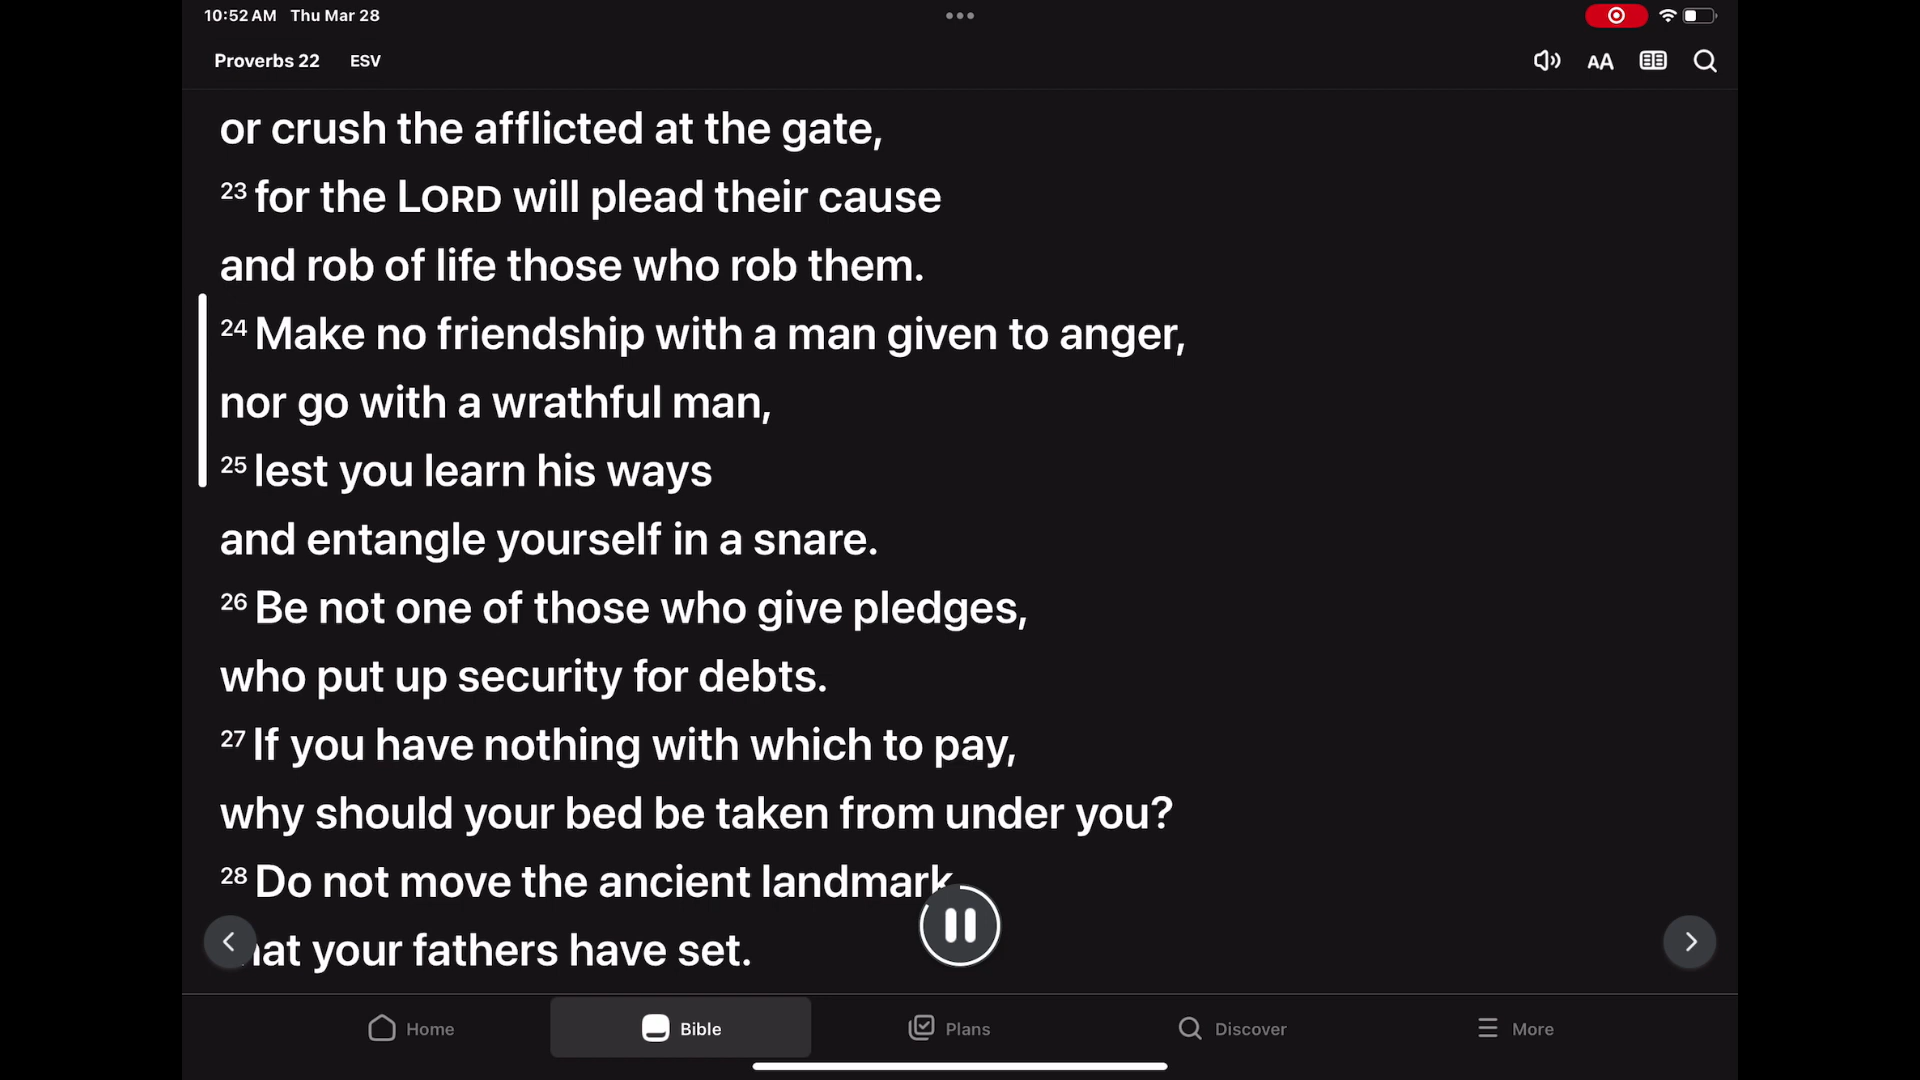 10:52 AM Thu Mar 28
Proverbs 22 ESV
AA
or crush the afflicted at the gate,
23 for the LORD will plead their cause
and rob of life those who rob them.
24 Make no friendship with a man given to anger,
nor go with a wrathful man,
25 lest you learn his ways
and entangle yourself in a snare.
26 Be not one of those who give pledges,
who put up security for debts.
27 If you have nothing with which to pay,
why should your bed be taken from under you?
28 Do not move the ancient landmark
your fathers have set.
Home Bible Plans Discover More